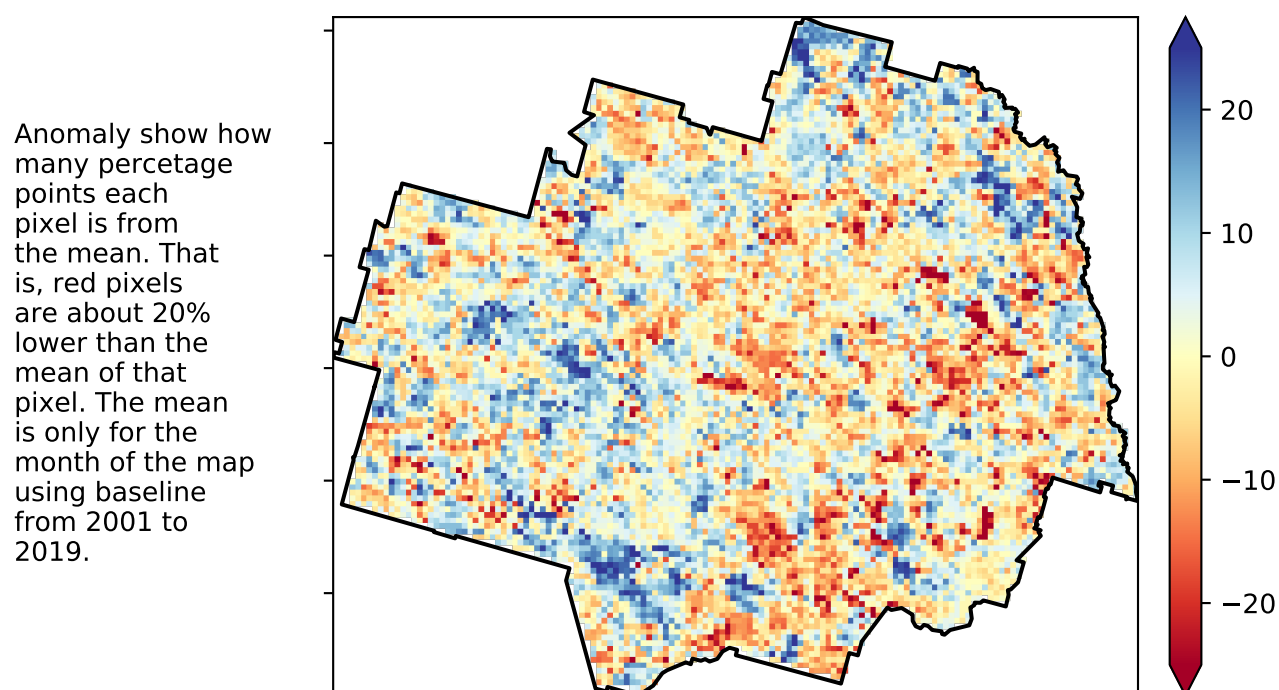 Anomaly show how
many percetage
points each
pixel is from
the mean. That
is, red pixels
are about 20%
lower than the
mean of that
pixel. The mean
is only for the
month of the map
using baseline
from 2001 to
2019.
20
10
0
−10
−20